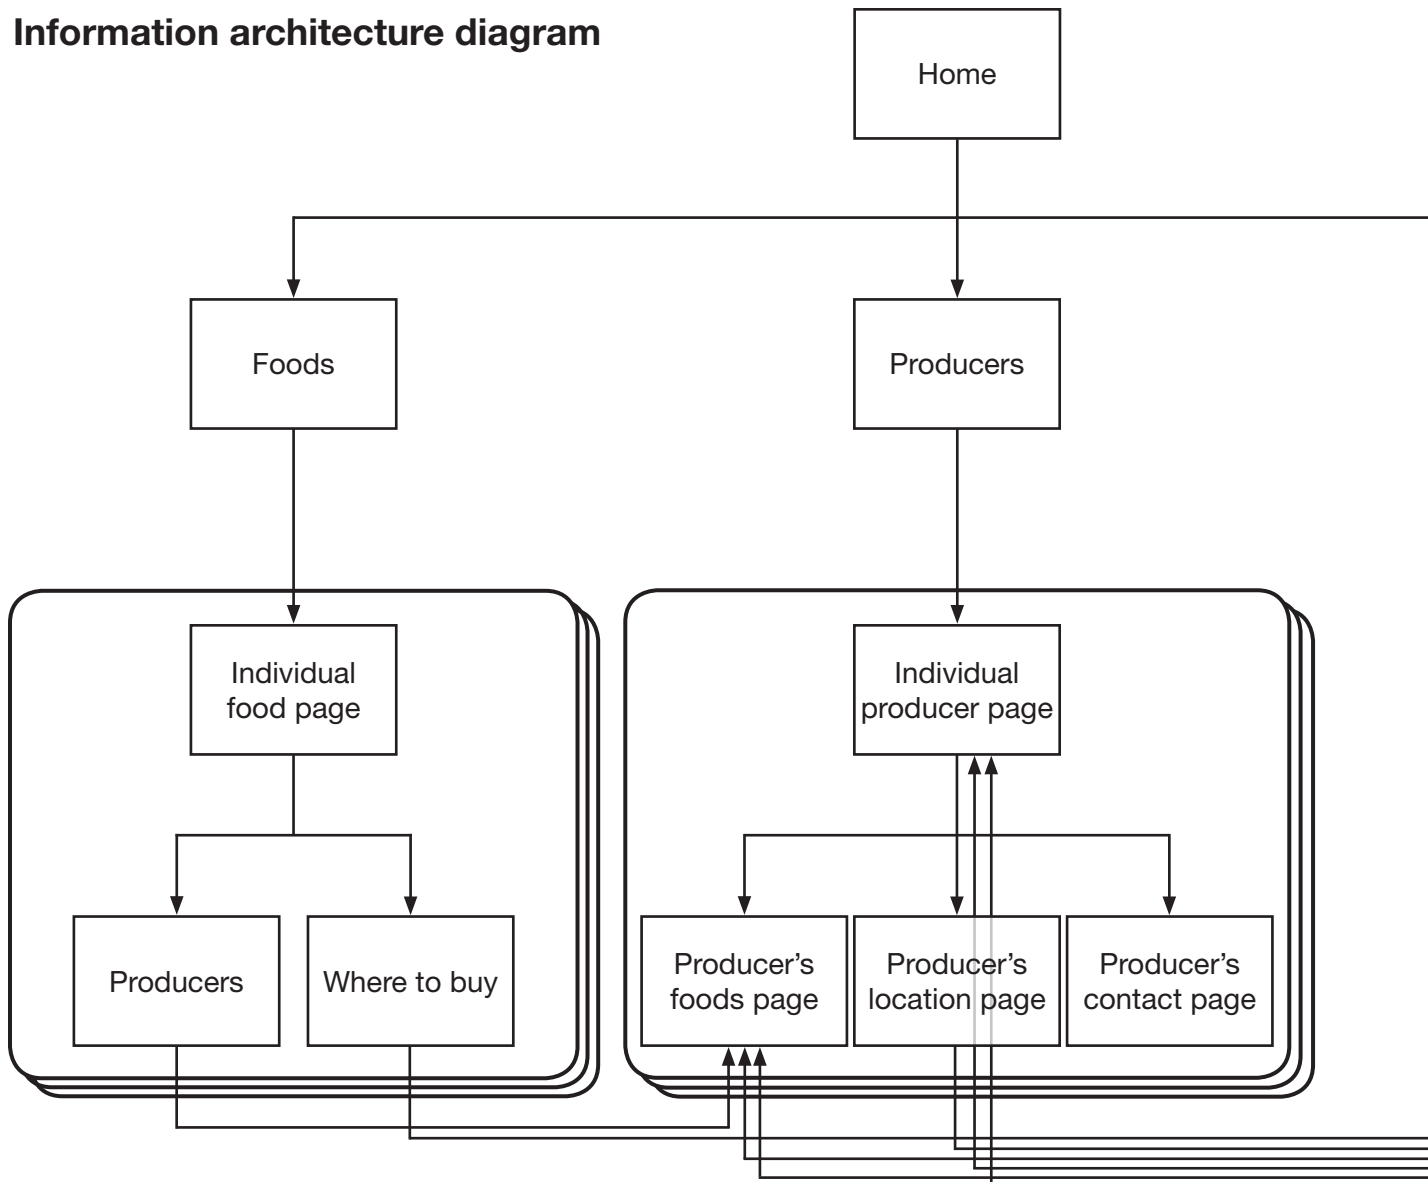 Information architecture diagram
Home
Foods
Producers
Individual
food page
Individual
producer page
Producers
Where to buy
Producer’s
foods page
Producer’s
location page
Producer’s
contact page